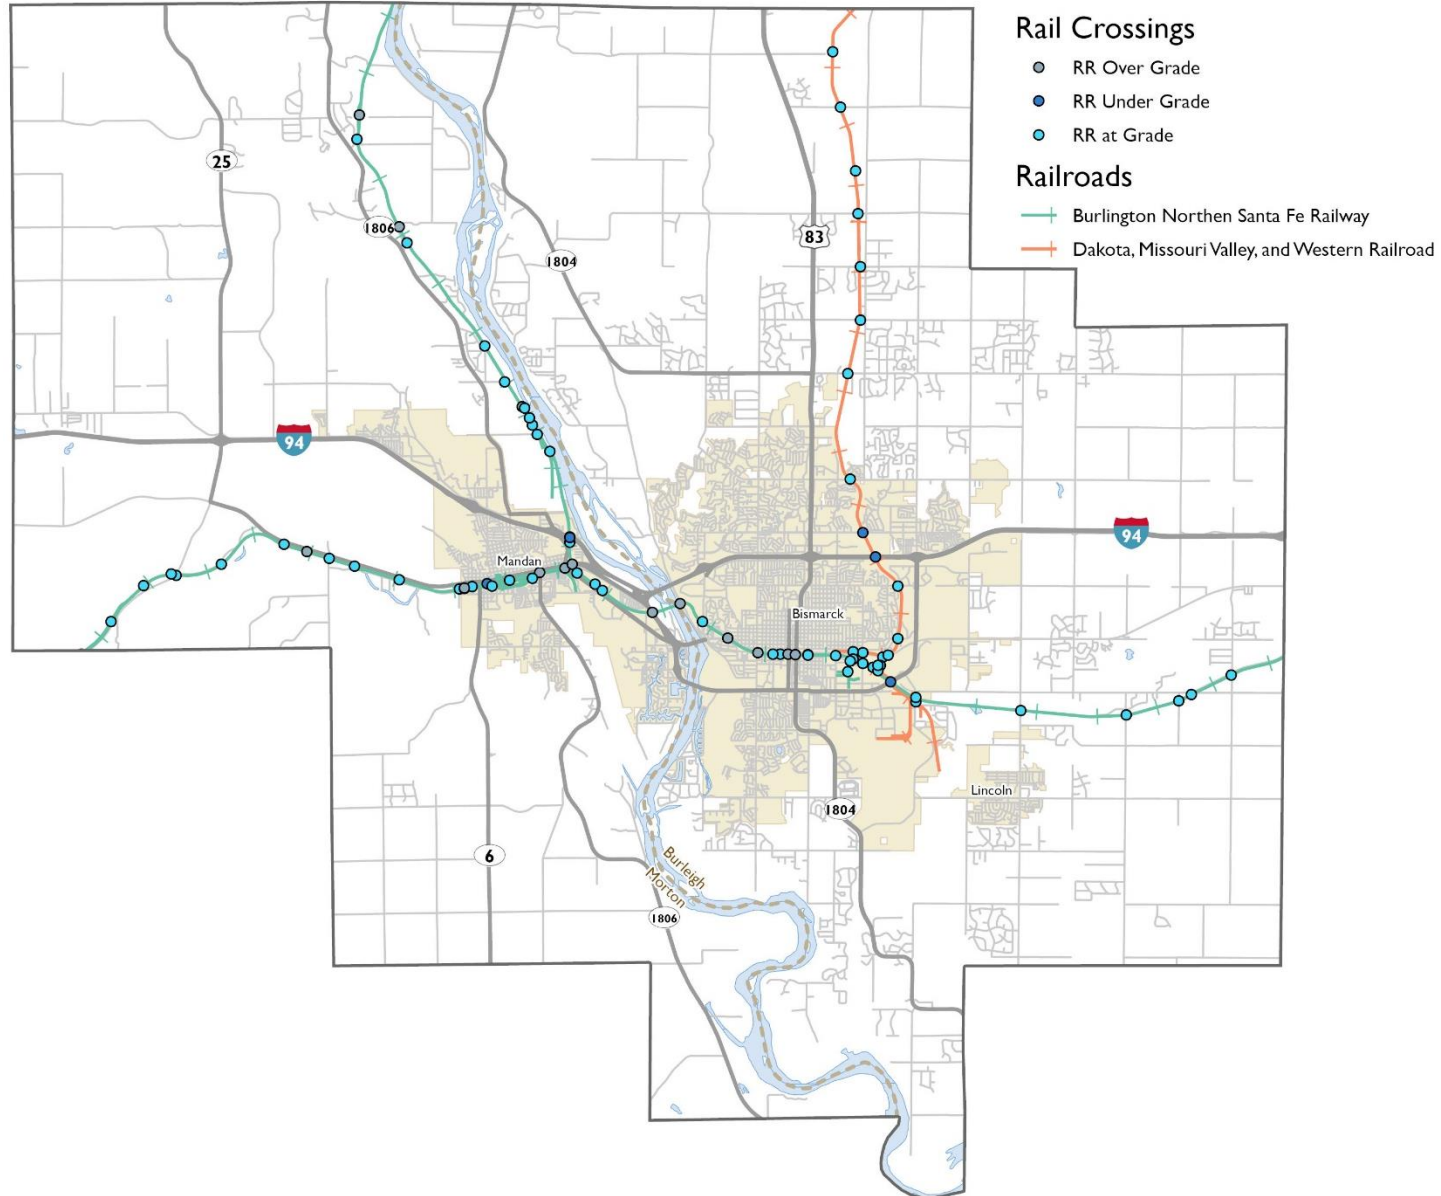 Rail Crossings
RR Over Grade
RR Under Grade
RR at Grade
Railroads
Burlington Northen Santa Fe Railway
Dakota, Missouri Valley, and Western Railroad
25
1806
1804
83
94
94
Mandan
Bismarck
Lincoln
1804
6
Burleigh
Morton
1806